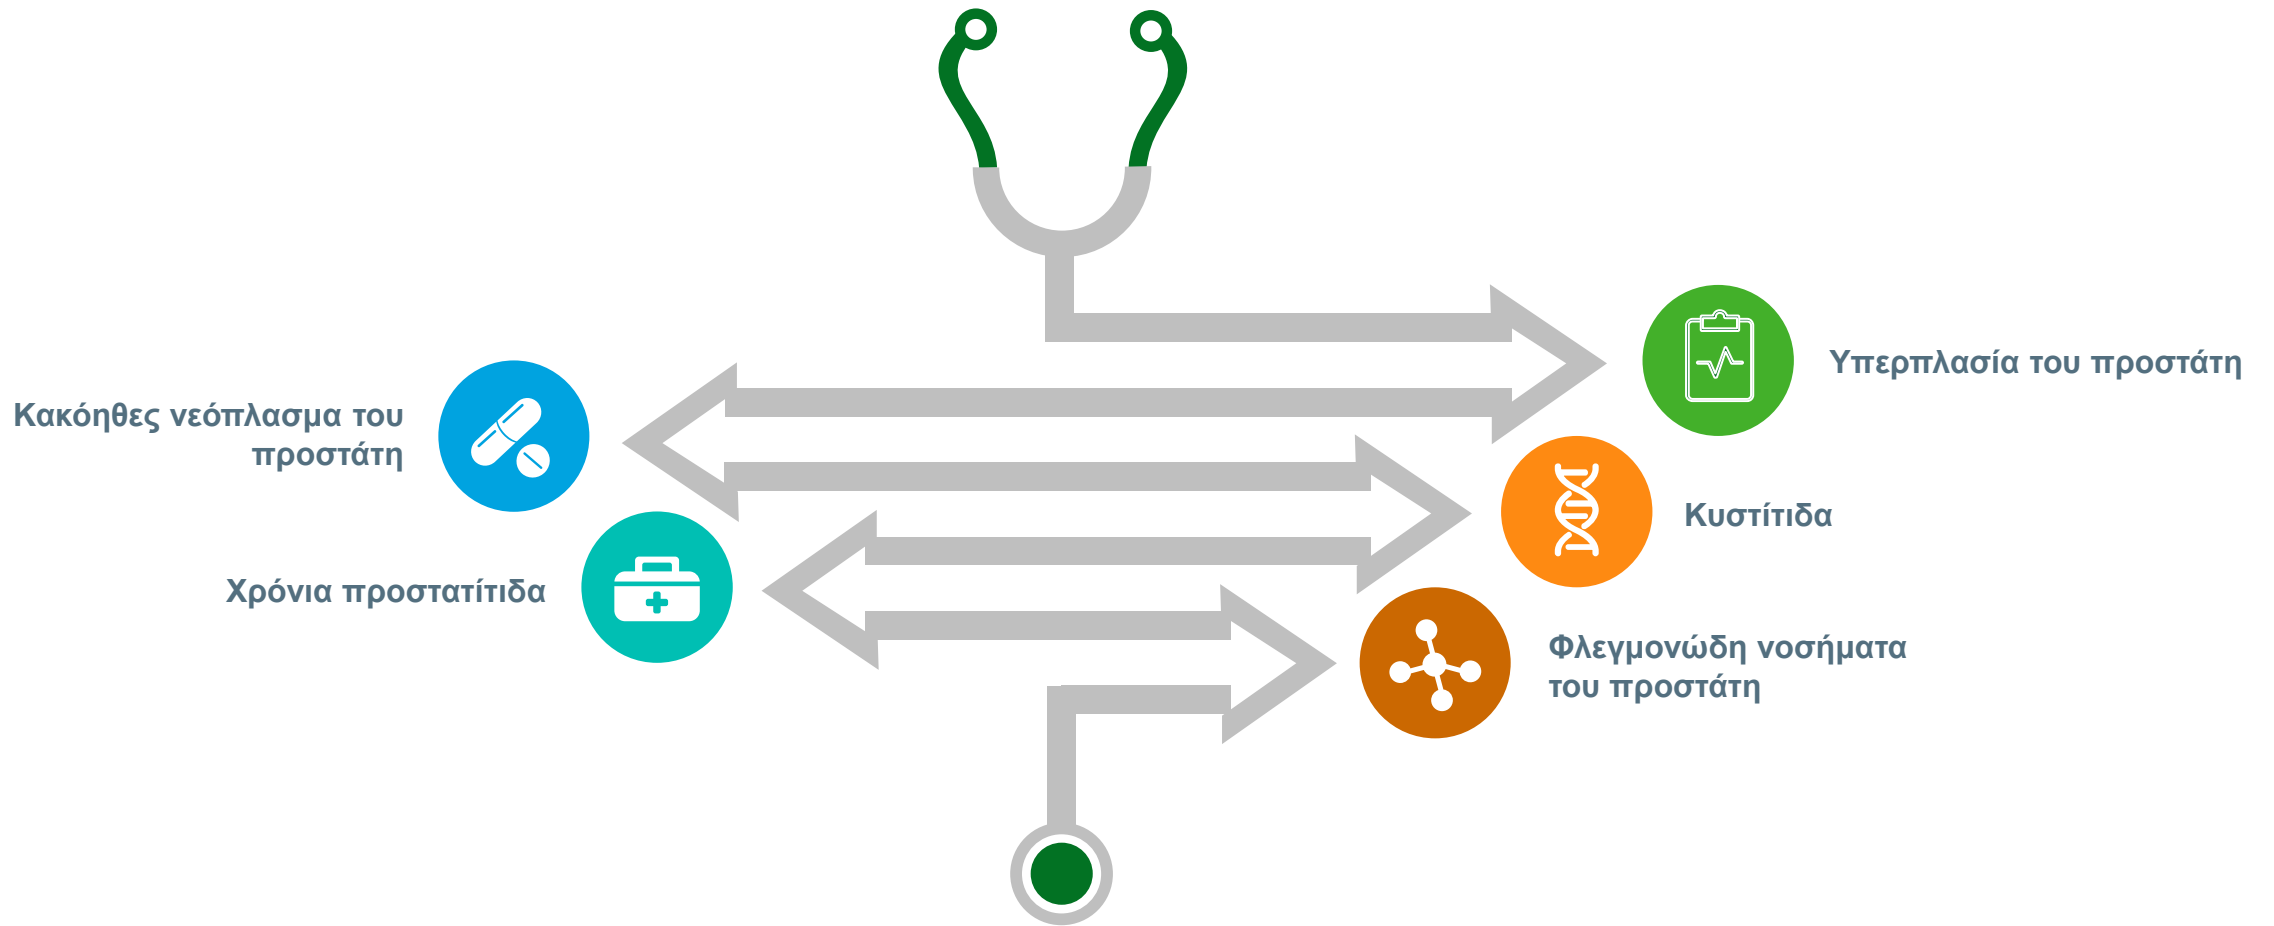 Υπερπλασία του προστάτη
Κακόηθες νεόπλασμα του
προστάτη
Κυστίτιδα
Χρόνια προστατίτιδα
Φλεγμονώδη νοσήματα
του προστάτη